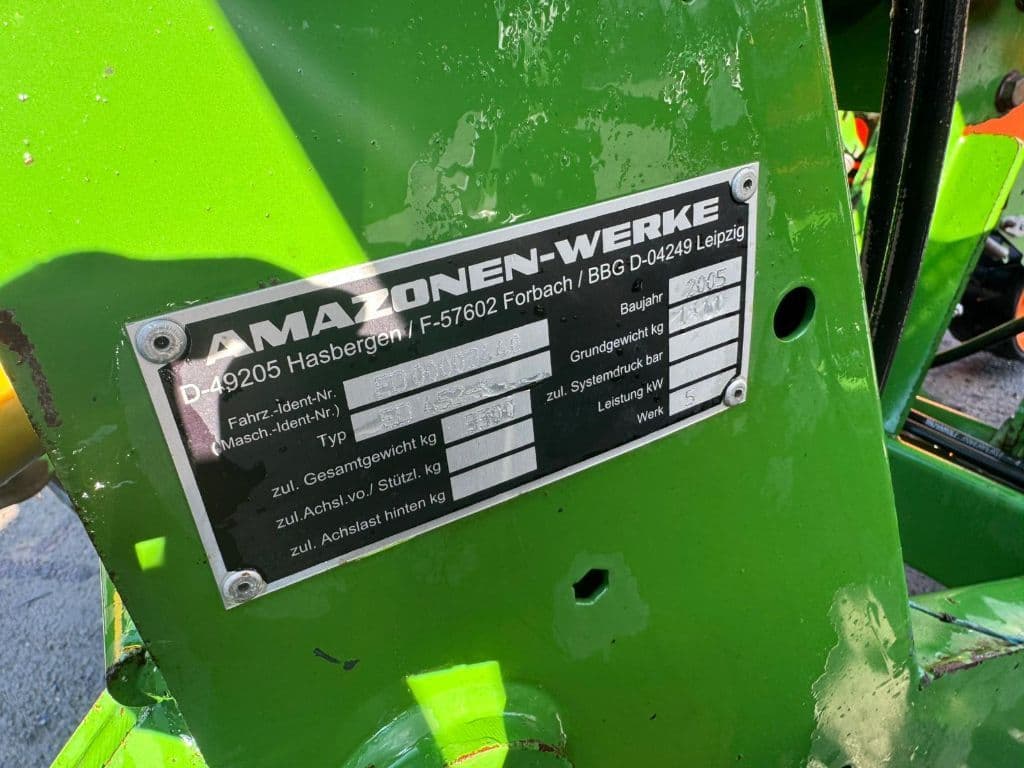 AMAZONEN-WERKE
D-49205 Hasbergen / F-57602 Forbach / BBG D-04249 Leipzig
Fahrz.-Ident-Nr.
(Masch.-Ident-Nr.)
Typ
zul. Gesamtgewicht kg
zul.Achsl.vo./ Stützl. kg
zul. Achslast hinten kg
Baujahr 2005
Grundgewicht kg
zul. Systemdruck bar
Leistung kW
Werk 5